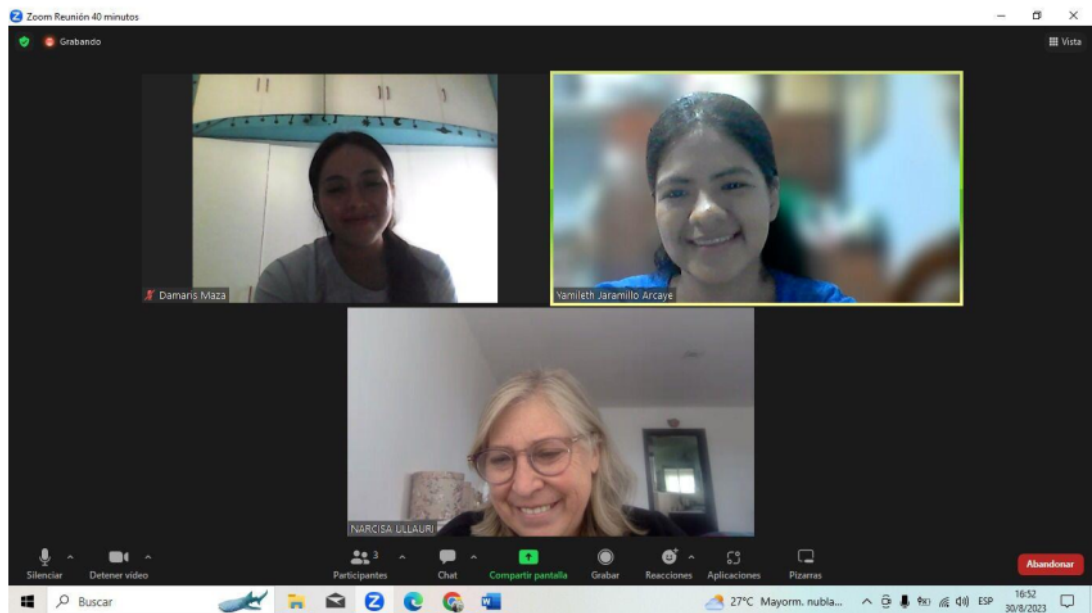 Zoom Reunión 40 minutos
Grabando
Vista
Damaris Maza
Yamileth Jaramillo Arcaye
NARCISA ULLAURI
Silenciar
Detener video
Participantes
3
Chat
Compartir pantalla
Grabar
Reacciones
Aplicaciones
Pizarras
Abandonar
Buscar
27°C Mayorm. nubla...
ESP
16:52
30/8/2023